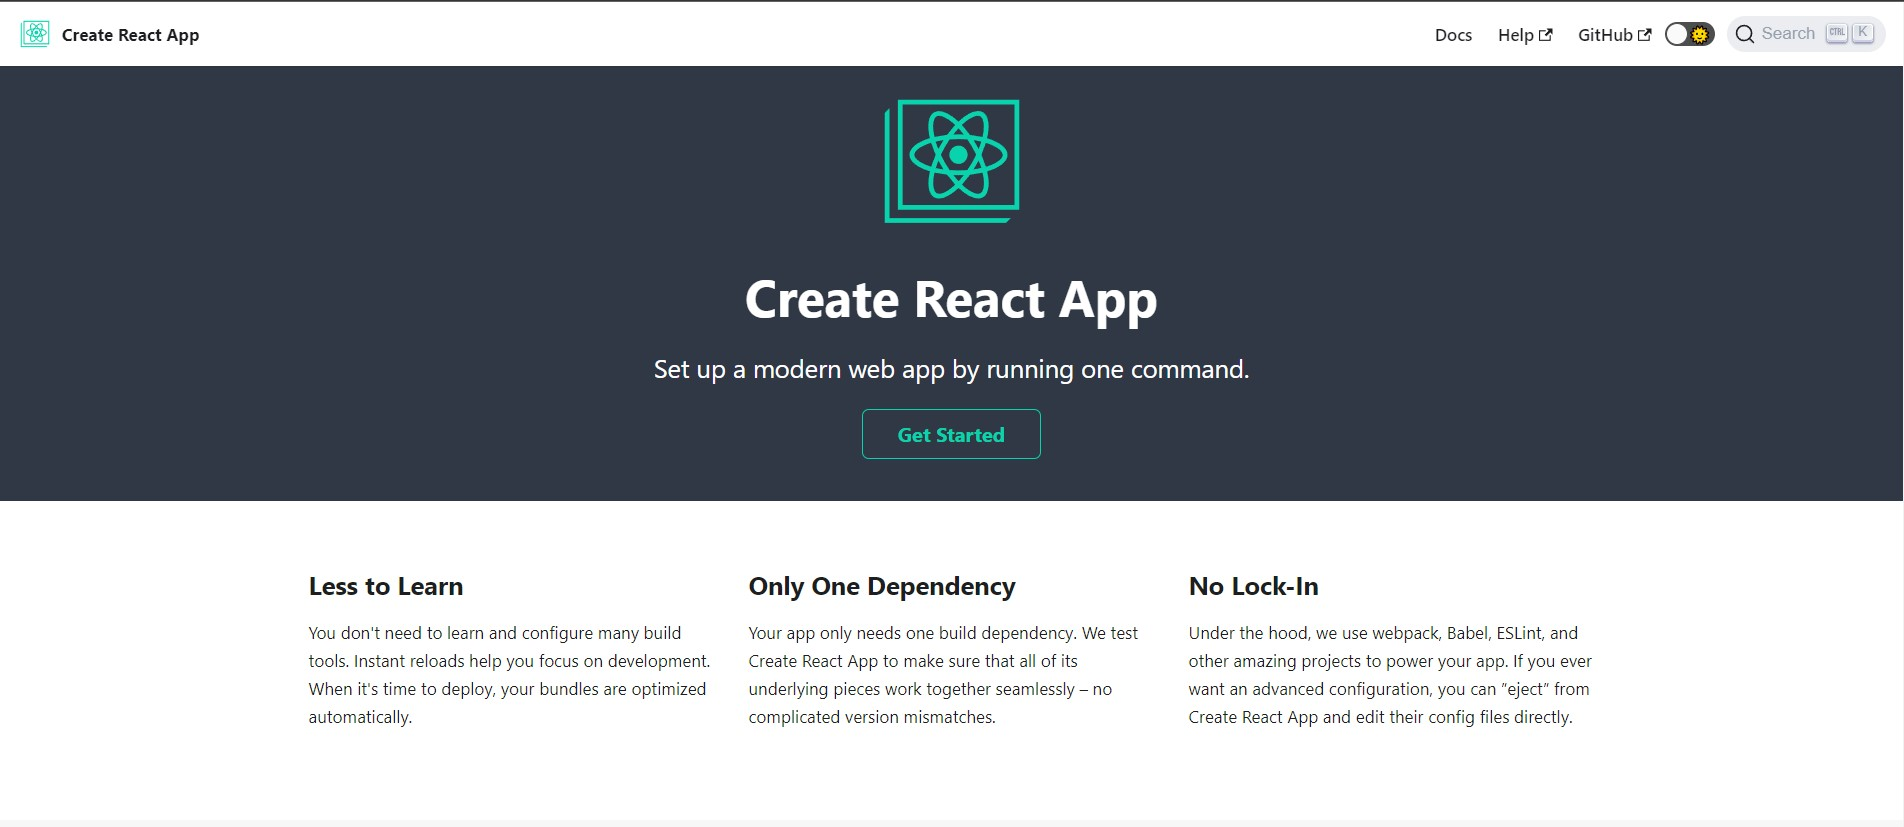 Create React App
Docs
Help
GitHub
Search
CTRL
K
Create React App
Set up a modern web app by running one command.
Get Started
Less to Learn
You don't need to learn and configure many build
tools. Instant reloads help you focus on development.
When it's time to deploy, your bundles are optimized
automatically.
Only One Dependency
Your app only needs one build dependency. We test
Create React App to make sure that all of its
underlying pieces work together seamlessly – no
complicated version mismatches.
No Lock-In
Under the hood, we use webpack, Babel, ESLint, and
other amazing projects to power your app. If you ever
want an advanced configuration, you can ”eject” from
Create React App and edit their config files directly.